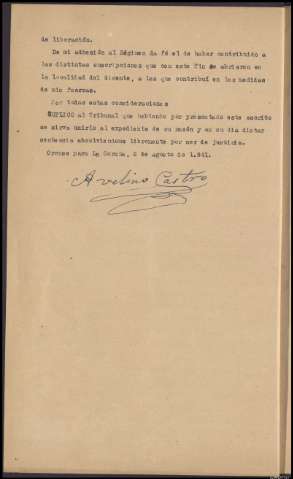 de liberación.
De mi adhesión al Régimen da fé el de haber contribuido a
las distintas suscripciones que con este fin se abrieron en
la localidad del dicente, a las que contribuí en las medidas
de mis fuerzas.
Por todas estas consideraciones
SUPLICO al Tribunal que habiendo por presentado este escrito
se sirva unirlo al expediente de su razón y en su día dictar
sentencia absolviéndome libremente por ser de justicia.
Orense para La Coruña, 2 de Agosto de 1.941.
Avelino Castro